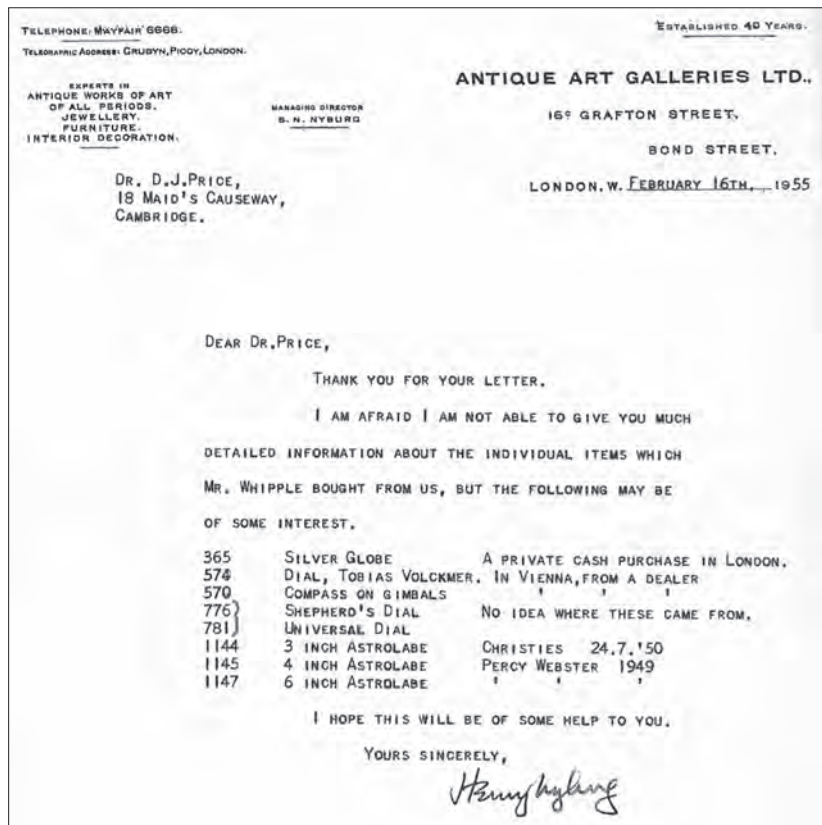 TELEPHONE: MAYFAIR 6666.
TELEGRAPHIC ADDRESS: GRUBYN, PICCY, LONDON.
EXPERTS IN
ANTIQUE WORKS OF ART
OF ALL PERIODS.
JEWELLERY.
FURNITURE.
INTERIOR DECORATION.
MANAGING DIRECTOR
S. N. NYBURG
ESTABLISHED 40 YEARS.
ANTIQUE ART GALLERIES LTD.,
GRAFTON STREET,
BOND STREET,
LONDON, W. FEBRUARY 16TH, 1955
DR. D.J.PRICE,
18 MAID'S CAUSEWAY,
CAMBRIDGE.
DEAR DR.PRICE,
THANK YOU FOR YOUR LETTER.
I AM AFRAID I AM NOT ABLE TO GIVE YOU MUCH
DETAILED INFORMATION ABOUT THE INDIVIDUAL ITEMS WHICH
MR. WHIPPLE BOUGHT FROM US, BUT THE FOLLOWING MAY BE
OF SOME INTEREST.
365 SILVER GLOBE A PRIVATE CASH PURCHASE IN LONDON.
574 DIAL, TOBIAS VOLCKMER. IN VIENNA,FROM A DEALER
570 COMPASS ON GIMBALS ' ' '
776) SHEPHERD'S DIAL NO IDEA WHERE THESE CAME FROM.
781) UNIVERSAL DIAL
1144 3 INCH ASTROLABE CHRISTIES 24.7.'50
1145 4 INCH ASTROLABE PERCY WEBSTER 1949
1147 6 INCH ASTROLABE ' ' '
I HOPE THIS WILL BE OF SOME HELP TO YOU.
YOURS SINCERELY,